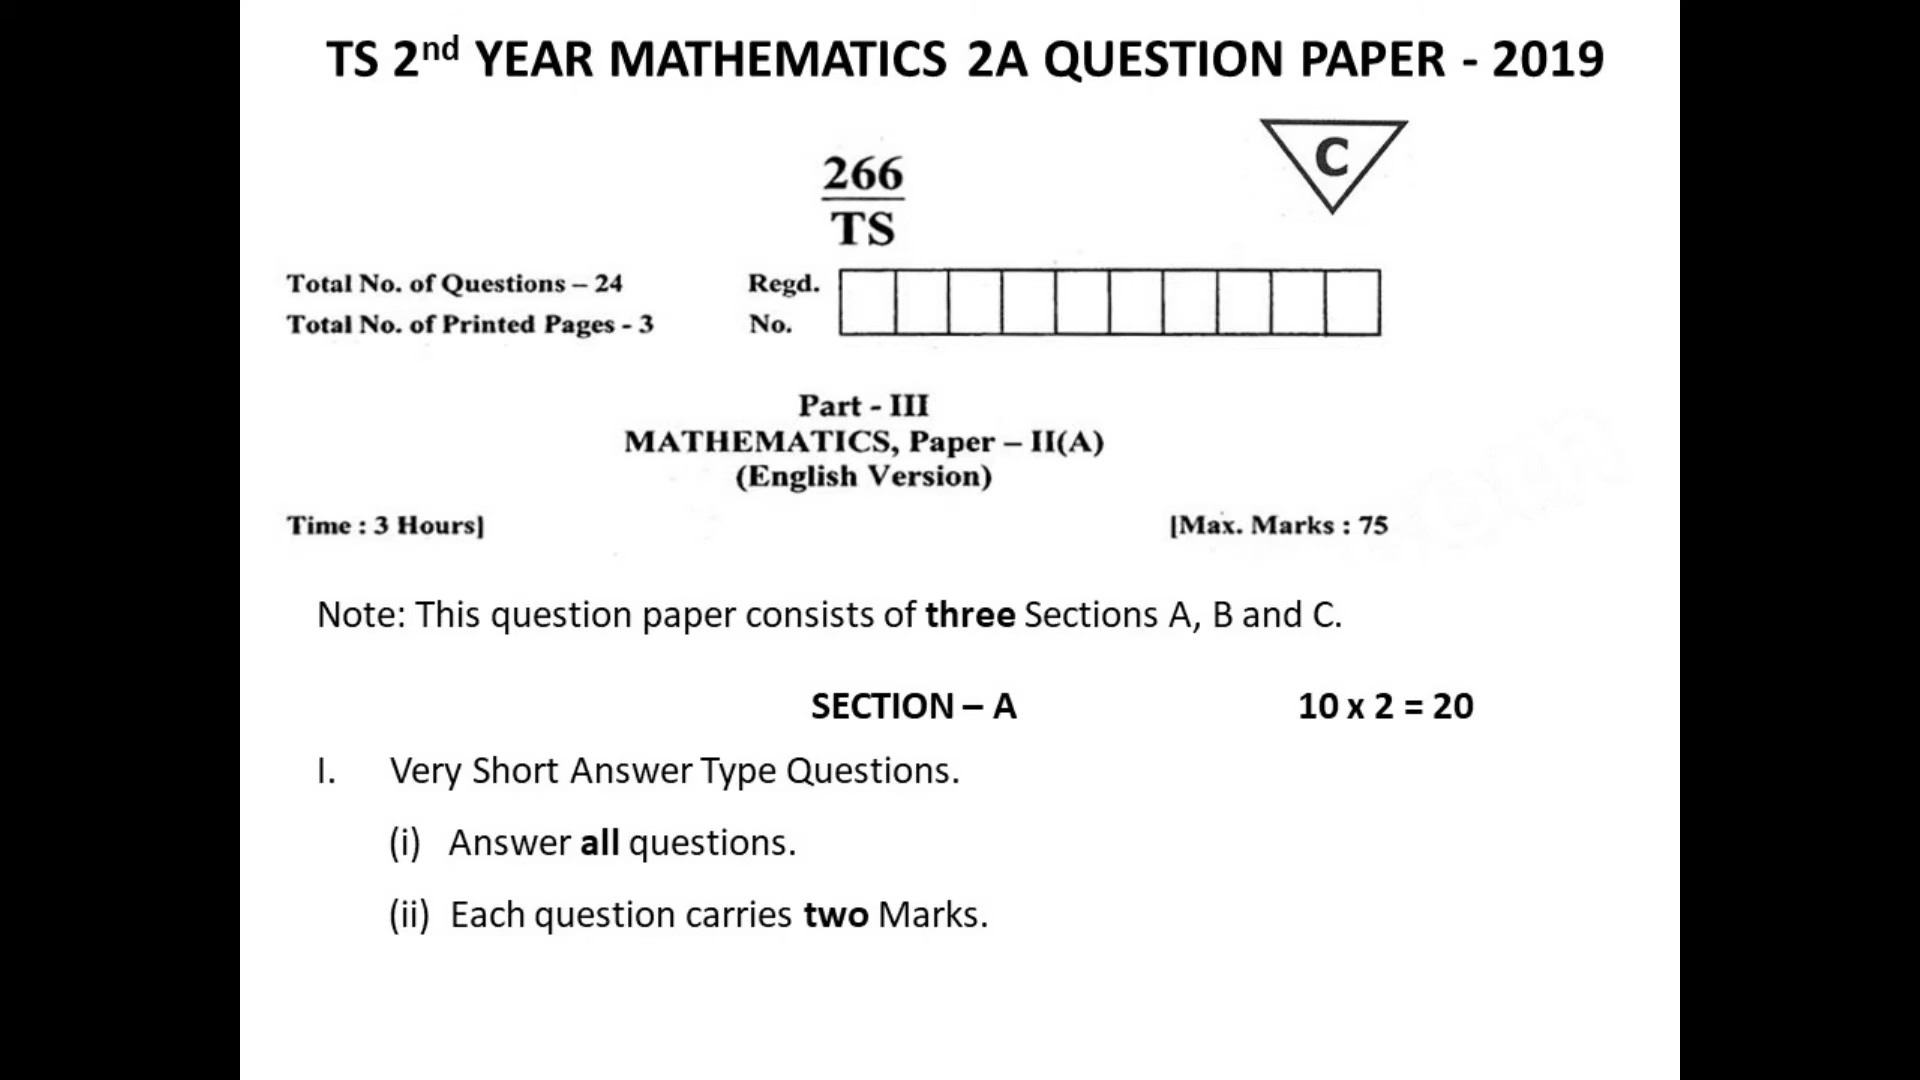 TS 2nd YEAR MATHEMATICS 2A QUESTION PAPER - 2019
C
266
TS
Total No. of Questions – 24 Regd.
Total No. of Printed Pages - 3 No.
Part - III
MATHEMATICS, Paper – II(A)
(English Version)
Time : 3 Hours] [Max. Marks : 75
Note: This question paper consists of three Sections A, B and C.
SECTION – A 10 x 2 = 20
I. Very Short Answer Type Questions.
(i) Answer all questions.
(ii) Each question carries two Marks.